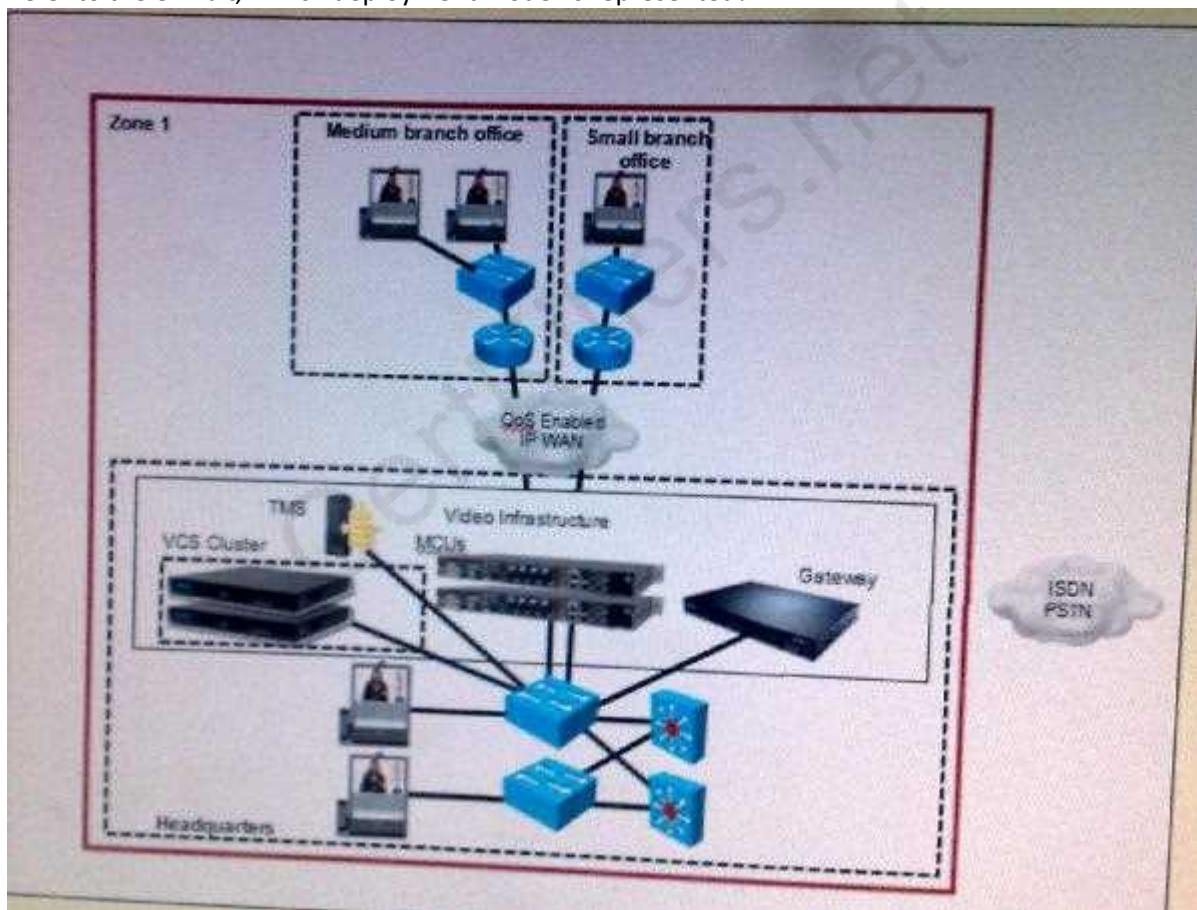 Zone 1
Medium branch office
Small branch
office
QoS Enabled
IP WAN
TMS
Video Infrastructure
VCS Cluster
MCUs
Gateway
ISDN
PSTN
Headquarters